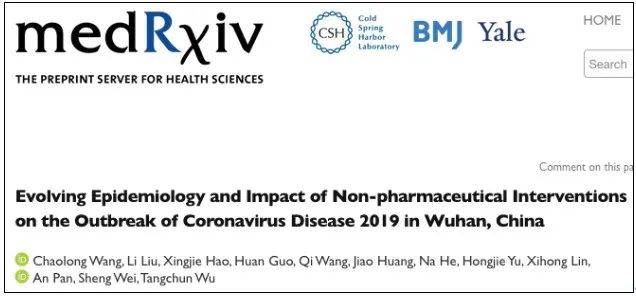 medRxiv
THE PREPRINT SERVER FOR HEALTH SCIENCES
CSH
Cold
Spring
Harbor
Laboratory
BMJ Yale
HOME
Search
Comment on this pa
Evolving Epidemiology and Impact of Non-pharmaceutical Interventions
on the Outbreak of Coronavirus Disease 2019 in Wuhan, China
iD Chaolong Wang, Li Liu, Xingjie Hao, Huan Guo, Qi Wang, Jiao Huang, Na He, Hongjie Yu, Xihong Lin,
iD An Pan, Sheng Wei, Tangchun Wu